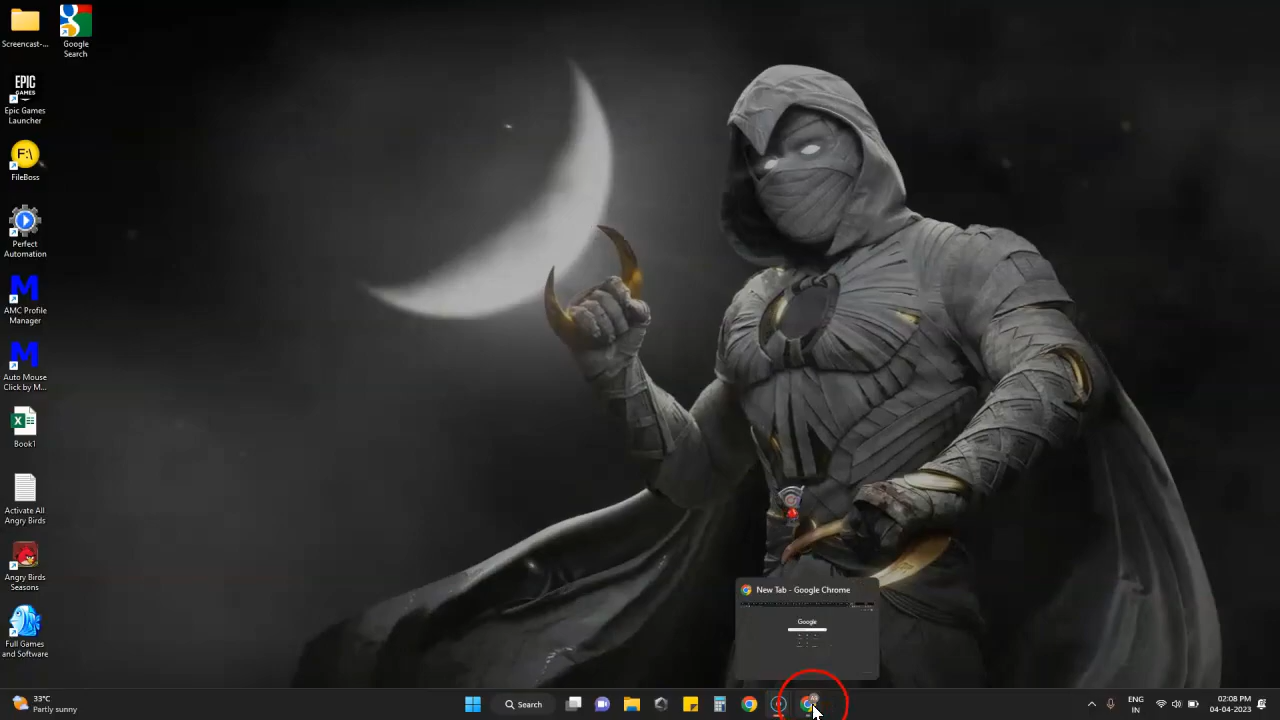 Screencast-...
Google
Search
EPIC
GAMES
Epic Games
Launcher
F:\
FileBoss
Perfect
Automation
AMC Profile
Manager
Auto Mouse
Click by M...
Book1
Activate All
Angry Birds
Angry Birds
Seasons
Full Games
and Software
New Tab - Google Chrome
Google
33°C
Partly sunny
Search
ENG
IN
02:08 PM
04-04-2023